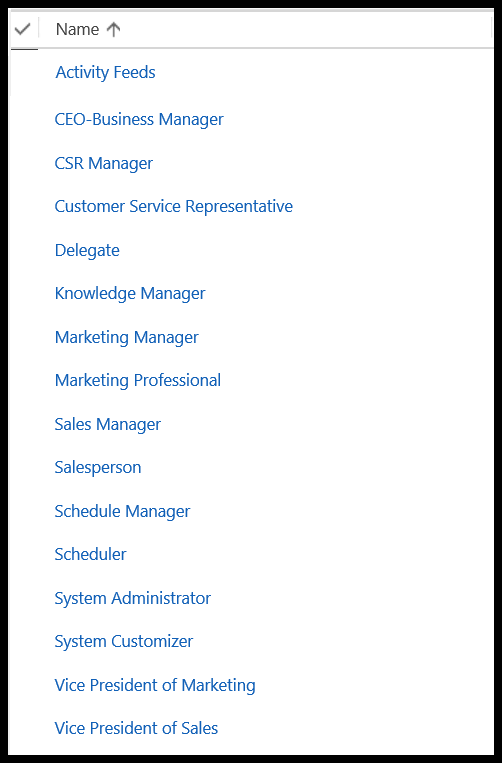 Name
Activity Feeds
CEO-Business Manager
CSR Manager
Customer Service Representative
Delegate
Knowledge Manager
Marketing Manager
Marketing Professional
Sales Manager
Salesperson
Schedule Manager
Scheduler
System Administrator
System Customizer
Vice President of Marketing
Vice President of Sales